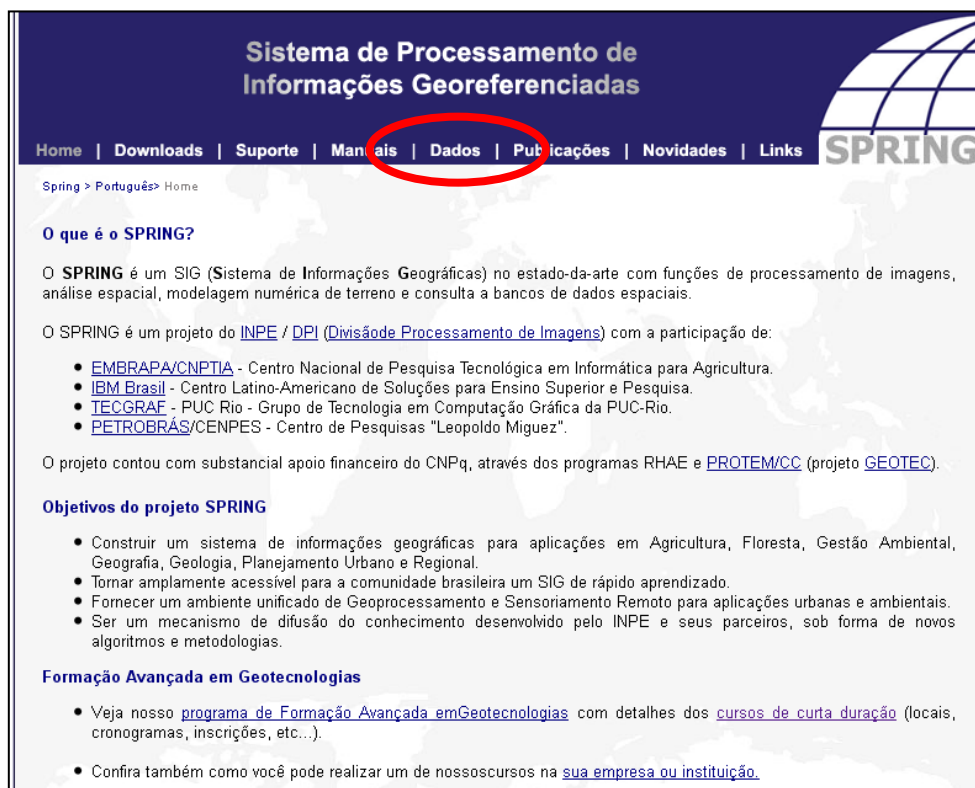 Sistema de Processamento de
Informações Georeferenciadas
Home | Downloads | Suporte | Manuais | Dados | Publicações | Novidades | Links
SPRING
Spring > Português> Home
O que é o SPRING?
O SPRING é um SIG (Sistema de Informações Geográficas) no estado-da-arte com funções de processamento de imagens,
análise espacial, modelagem numérica de terreno e consulta a bancos de dados espaciais.
O SPRING é um projeto do INPE / DPI (Divisãode Processamento de Imagens) com a participação de:
• EMBRAPA/CNPTIA - Centro Nacional de Pesquisa Tecnológica em Informática para Agricultura.
• IBM Brasil - Centro Latino-Americano de Soluções para Ensino Superior e Pesquisa.
• TECGRAF - PUC Rio - Grupo de Tecnologia em Computação Gráfica da PUC-Rio.
• PETROBRÁS/CENPES - Centro de Pesquisas "Leopoldo Miguez".
O projeto contou com substancial apoio financeiro do CNPq, através dos programas RHAE e PROTEM/CC (projeto GEOTEC).
Objetivos do projeto SPRING
• Construir um sistema de informações geográficas para aplicações em Agricultura, Floresta, Gestão Ambiental,
Geografia, Geologia, Planejamento Urbano e Regional.
• Tornar amplamente acessível para a comunidade brasileira um SIG de rápido aprendizado.
• Fornecer um ambiente unificado de Geoprocessamento e Sensoriamento Remoto para aplicações urbanas e ambientais.
• Ser um mecanismo de difusão do conhecimento desenvolvido pelo INPE e seus parceiros, sob forma de novos
algoritmos e metodologias.
Formação Avançada em Geotecnologias
• Veja nosso programa de Formação Avançada emGeotecnologias com detalhes dos cursos de curta duração (locais,
cronogramas, inscrições, etc...).
• Confira também como você pode realizar um de nossoscursos na sua empresa ou instituição.